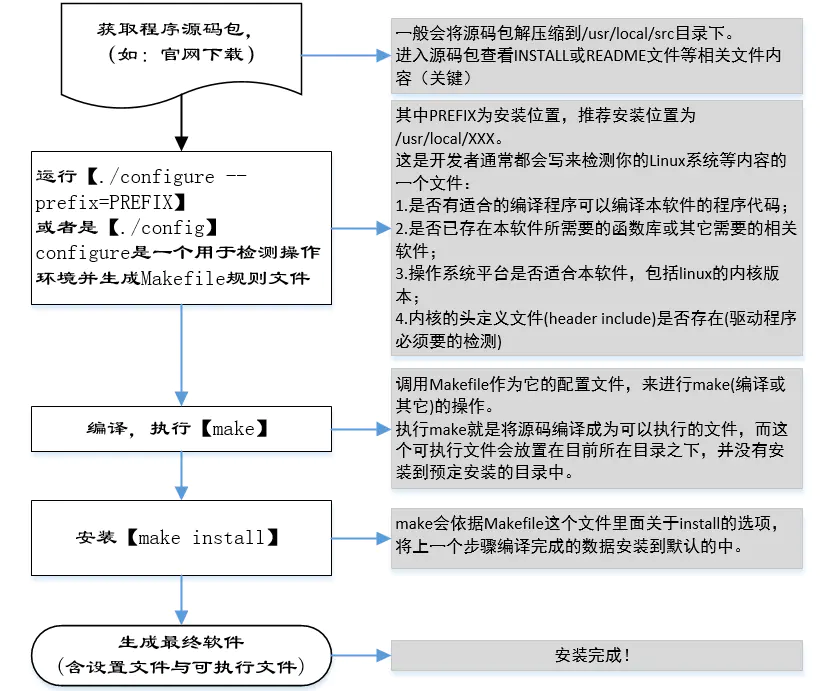 获取程序源码包，
（如：官网下载）
一般会将源码包解压缩到/usr/local/src目录下。
进入源码包查看INSTALL或README文件等相关文件内
容（关键）
运行【./configure --
prefix=PREFIX】
或者是【./config】
configure是一个用于检测操作
环境并生成Makefile规则文件
其中PREFIX为安装位置，推荐安装位置为
/usr/local/XXX。
这是开发者通常都会写来检测你的Linux系统等内容的
一个文件：
1.是否有适合的编译程序可以编译本软件的程序代码；
2.是否已存在本软件所需要的函数库或其它需要的相关
软件；
3.操作系统平台是否适合本软件，包括linux的内核版
本；
4.内核的头定义文件(header include)是否存在(驱动程序
必须要的检测)
编译，执行【make】
调用Makefile作为它的配置文件，来进行make(编译或
其它)的操作。
执行make就是将源码编译成为可以执行的文件，而这
个可执行文件会放置在目前所在目录之下，并没有安
装到预定安装的目录中。
安装【make install】
make会依据Makefile这个文件里面关于install的选项，
将上一个步骤编译完成的数据安装到默认的中。
生成最终软件
(含设置文件与可执行文件)
安装完成！